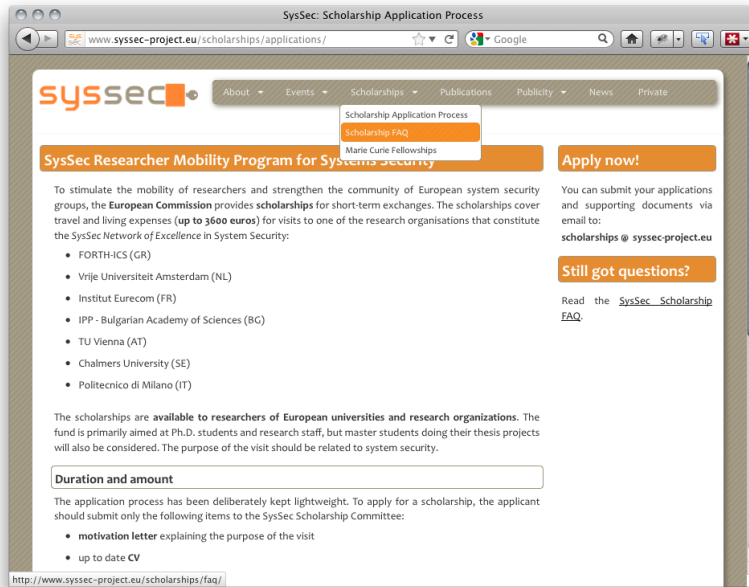 SysSec: Scholarship Application Process
www.syssec-project.eu/scholarships/applications/
Google
syssec
About Events Scholarships Publications Publicity News Private
Scholarship Application Process
Scholarship FAQ
Marie Curie Fellowships
SysSec Researcher Mobility Program for Systems Security
To stimulate the mobility of researchers and strengthen the community of European system security
groups, the European Commission provides scholarships for short-term exchanges. The scholarships cover
travel and living expenses (up to 3600 euros) for visits to one of the research organisations that constitute
the SysSec Network of Excellence in System Security:
• FORTH-ICS (GR)
• Vrije Universiteit Amsterdam (NL)
• Institut Eurecom (FR)
• IPP - Bulgarian Academy of Sciences (BG)
• TU Vienna (AT)
• Chalmers University (SE)
• Politecnico di Milano (IT)
The scholarships are available to researchers of European universities and research organizations. The
fund is primarily aimed at Ph.D. students and research staff, but master students doing their thesis projects
will also be considered. The purpose of the visit should be related to system security.
Duration and amount
The application process has been deliberately kept lightweight. To apply for a scholarship, the applicant
should submit only the following items to the SysSec Scholarship Committee:
• motivation letter explaining the purpose of the visit
• up to date CV
Apply now!
You can submit your applications
and supporting documents via
email to:
scholarships @ syssec-project.eu
Still got questions?
Read the SysSec Scholarship
FAQ.
http://www.syssec-project.eu/scholarships/faq/